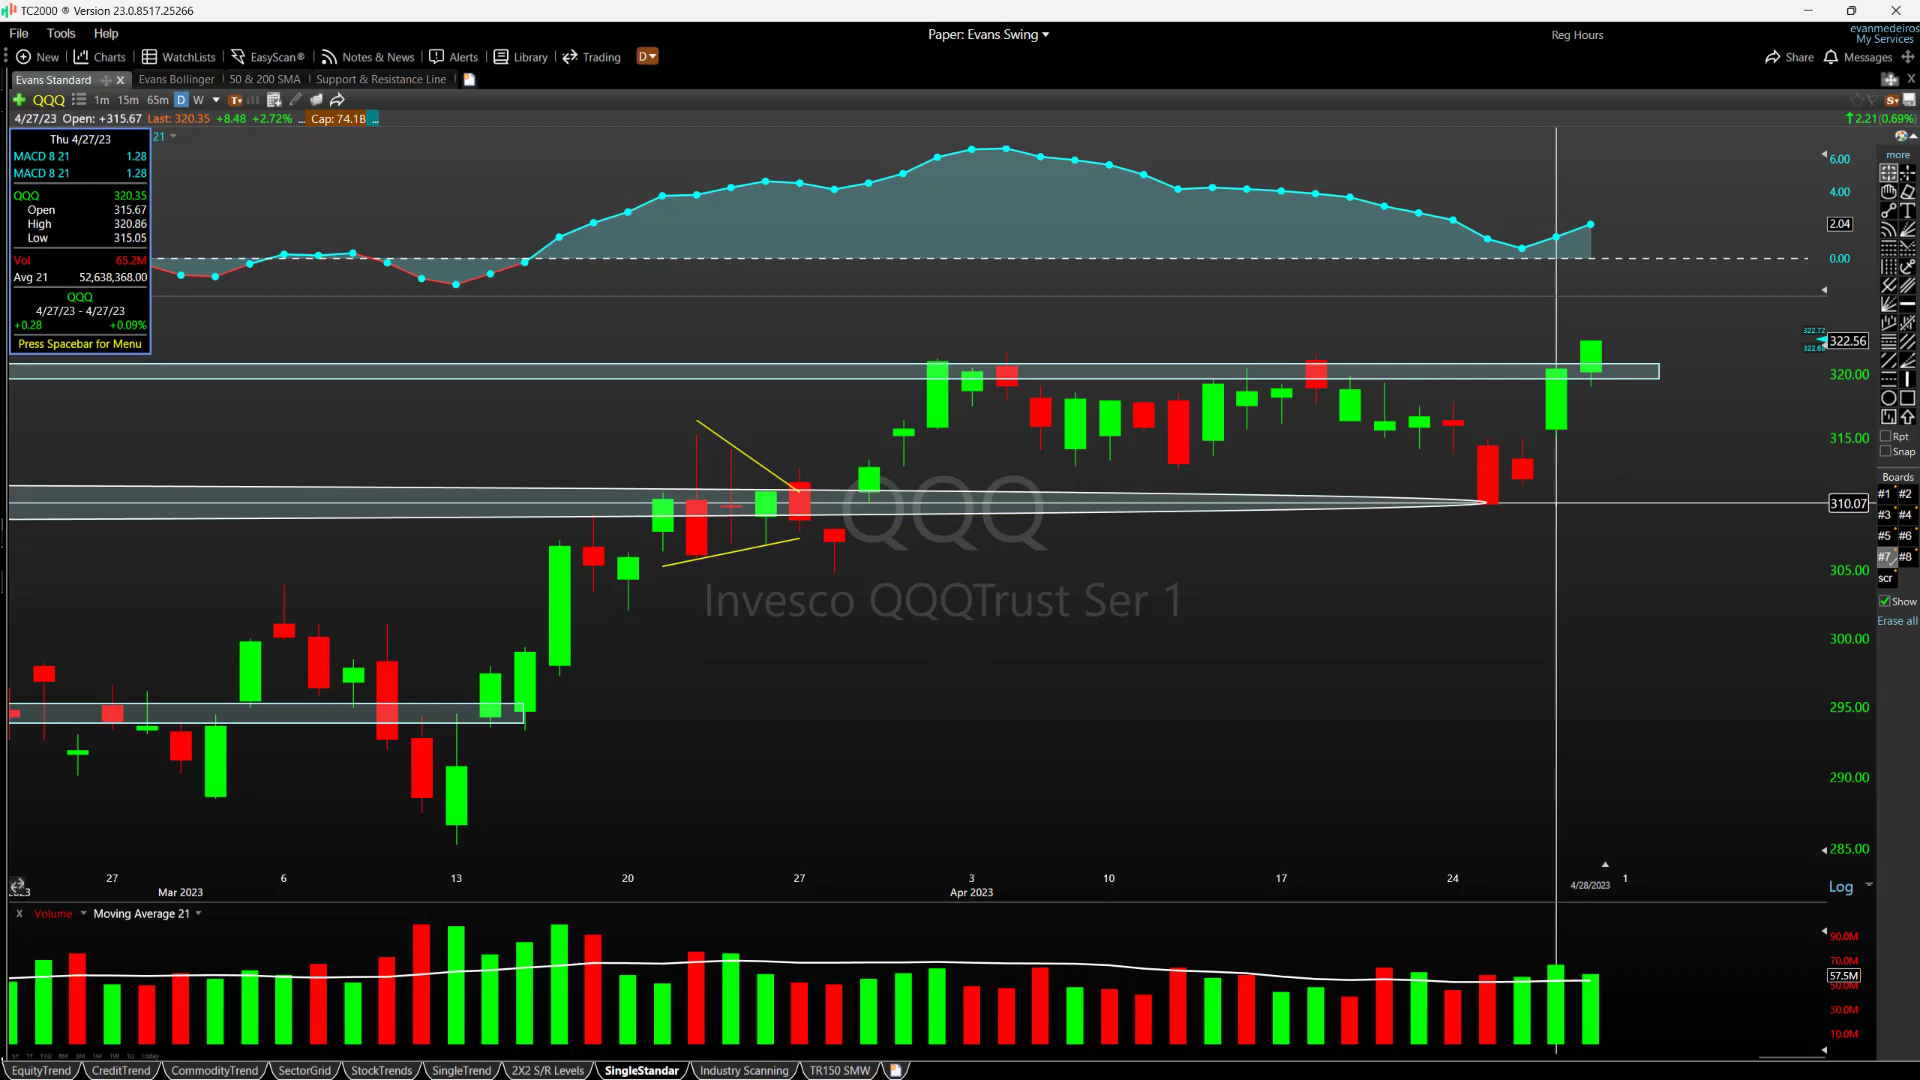 TC2000 ® Version 23.0.8517.25266
File Tools Help
Paper: Evans Swing
Reg Hours
evanmedeiros
My Services
New Charts WatchLists EasyScan® Notes & News Alerts Library Trading D
Share Messages
Evans Standard X Evans Bollinger 50 & 200 SMA Support & Resistance Line
QQQ 1m 15m 65m D W
4/27/23 Open: +315.67 Last: 320.35 +8.48 +2.72% ... Cap: 74.1B ...
2.21(0.69%)
Thu 4/27/23
MACD 8 21 1.28
MACD 8 21 1.28
QQQ 320.35
Open 315.67
High 320.86
Low 315.05
Vol 65.2M
Avg 21 52,638,368.00
QQQ
4/27/23 - 4/27/23
+0.28 +0.09%
Press Spacebar for Menu
21
6.00
4.00
2.04
0.00
322.72
322.56
320.00
315.00
310.07
305.00
300.00
295.00
290.00
285.00
QQQ
Invesco QQQTrust Ser 1
27 6 13 20 27 3 10 17 24 1
Mar 2023 Apr 2023 4/28/2023
Log
X Volume Moving Average 21
90.0M
70.0M
57.5M
50.0M
30.0M
10.0M
more
Rpt
Snap
Boards
#1 #2
#3 #4
#5 #6
#7 #8
scr
Show
Erase all
EquityTrend CreditTrend CommodityTrend SectorGrid StockTrends SingleTrend 2X2 S/R Levels SingleStandar Industry Scanning TR150 SMW